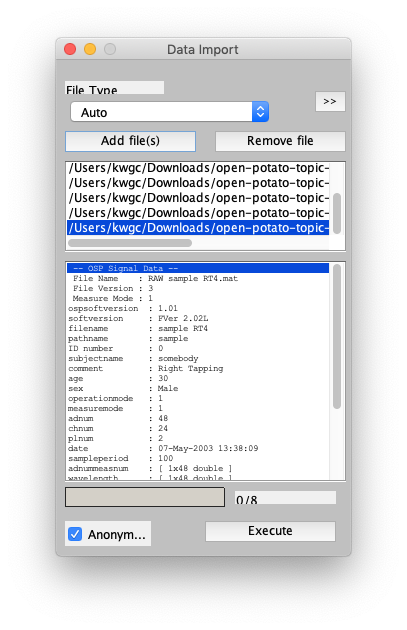 Data Import
File Type
>>
Auto
Add file(s)
Remove file
/Users/kwgc/Downloads/open-potato-topic-
/Users/kwgc/Downloads/open-potato-topic-
/Users/kwgc/Downloads/open-potato-topic-
/Users/kwgc/Downloads/open-potato-topic-
/Users/kwgc/Downloads/open-potato-topic-
-- OSP Signal Data --
File Name : RAW sample RT4.mat
File Version : 3
Measure Mode : 1
ospsoftversion : 1.01
softversion : FVer 2.02L
filename : sample RT4
pathname : sample
ID number : 0
subjectname : somebody
comment : Right Tapping
age : 30
sex : Male
operationmode : 1
measuremode : 1
adnum : 48
chnum : 24
plnum : 2
date : 07-May-2003 13:38:09
sampleperiod : 100
adnummeasnum : [ 1x48 double ]
wavelength : [ 1x48 double ]
0/8
Anonym...
Execute